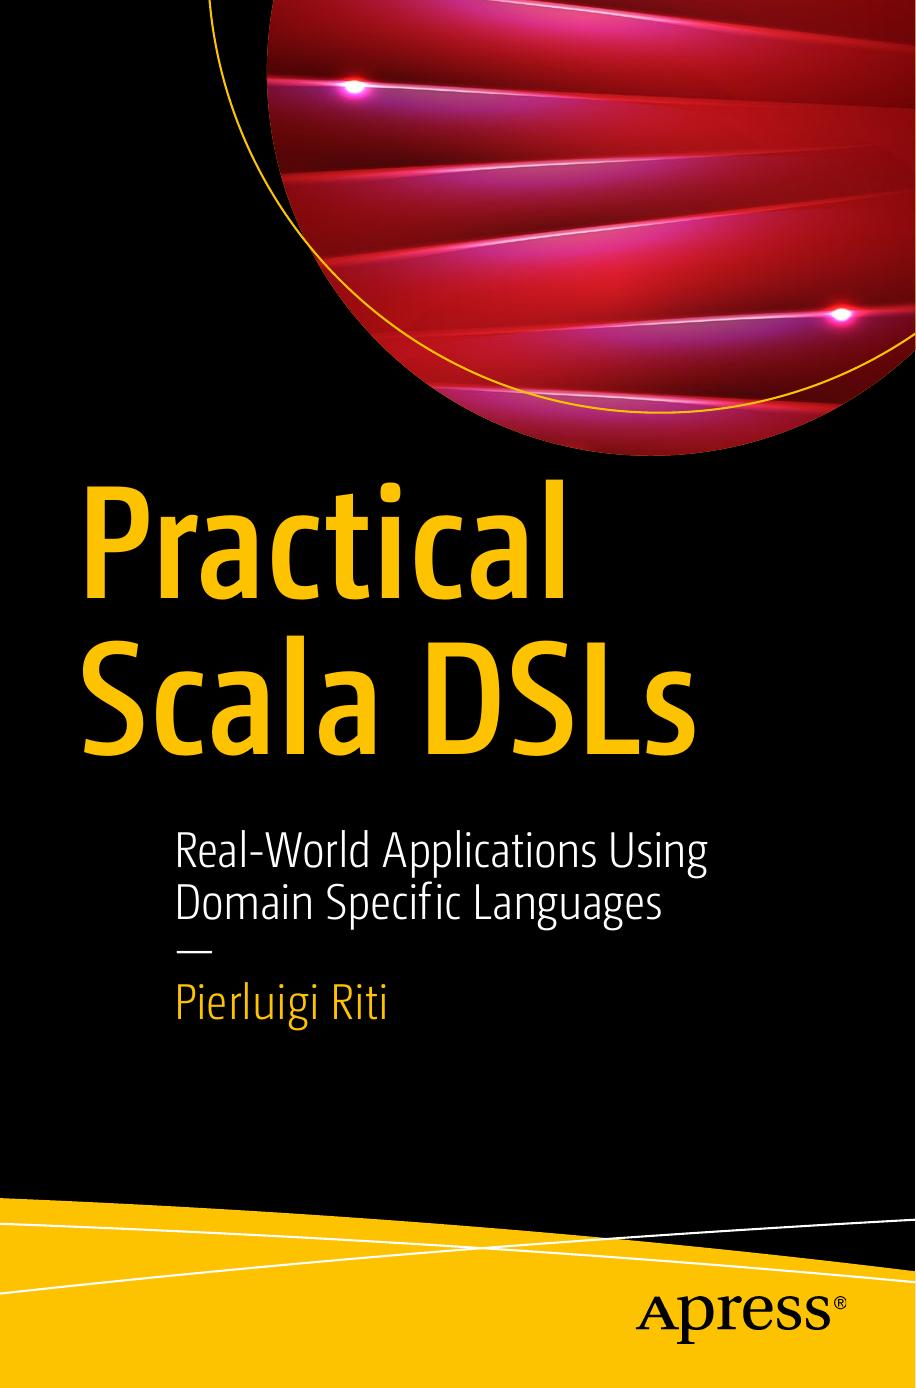 Practical
Scala DSLs
Real-World Applications Using
Domain Specific Languages
—
Pierluigi Riti
Apress®